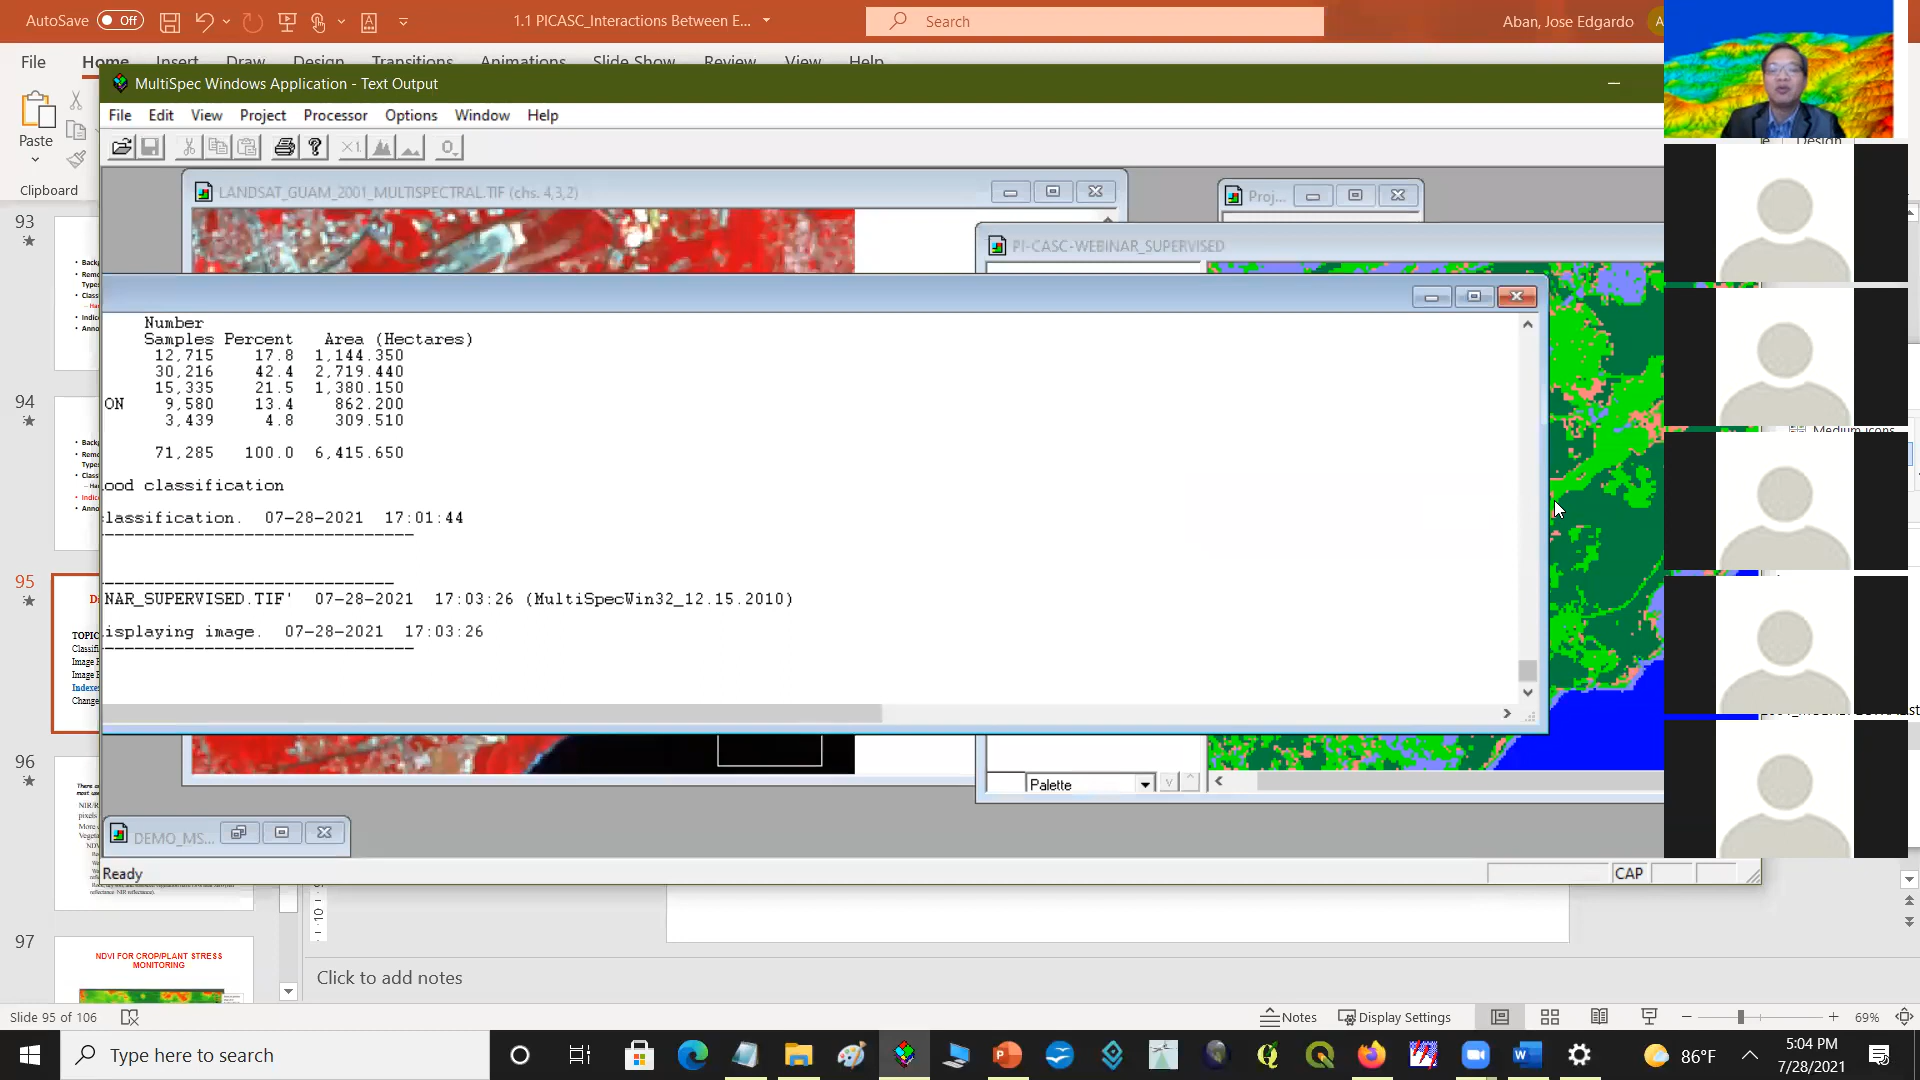 AutoSave Off
1.1 PICASC_Interactions Between E...
Search
Aban, Jose Edgardo
File Home Insert Draw Design Transitions Animations Slide Show Review View Help
MultiSpec Windows Application - Text Output
File Edit View Project Processor Options Window Help
Paste
Clipboard
LANDSAT_GUAM_2001_MULTISPECTRAL.TIF (chs. 4,3,2)
Proj...
PI-CASC-WEBINAR_SUPERVISED
Number
Samples Percent Area (Hectares)
12,715 17.8 1,144.350
30,216 42.4 2,719.440
15,335 21.5 1,380.150
ON 9,580 13.4 862.200
3,439 4.8 309.510
71,285 100.0 6,415.650
ood classification
lassification. 07-28-2021 17:01:44
NAR_SUPERVISED.TIF' 07-28-2021 17:03:26 (MultiSpecWin32_12.15.2010)
isplaying image. 07-28-2021 17:03:26
Palette
DEMO_MS...
Ready
CAP
93
94
95
TOPIC
Classifi
Image
Image
Indexes
Change
96
97
NDVI FOR CROP/PLANT STRESS
MONITORING
Medium icons
Click to add notes
Slide 95 of 106
Notes
Display Settings
69%
Type here to search
86°F
5:04 PM
7/28/2021